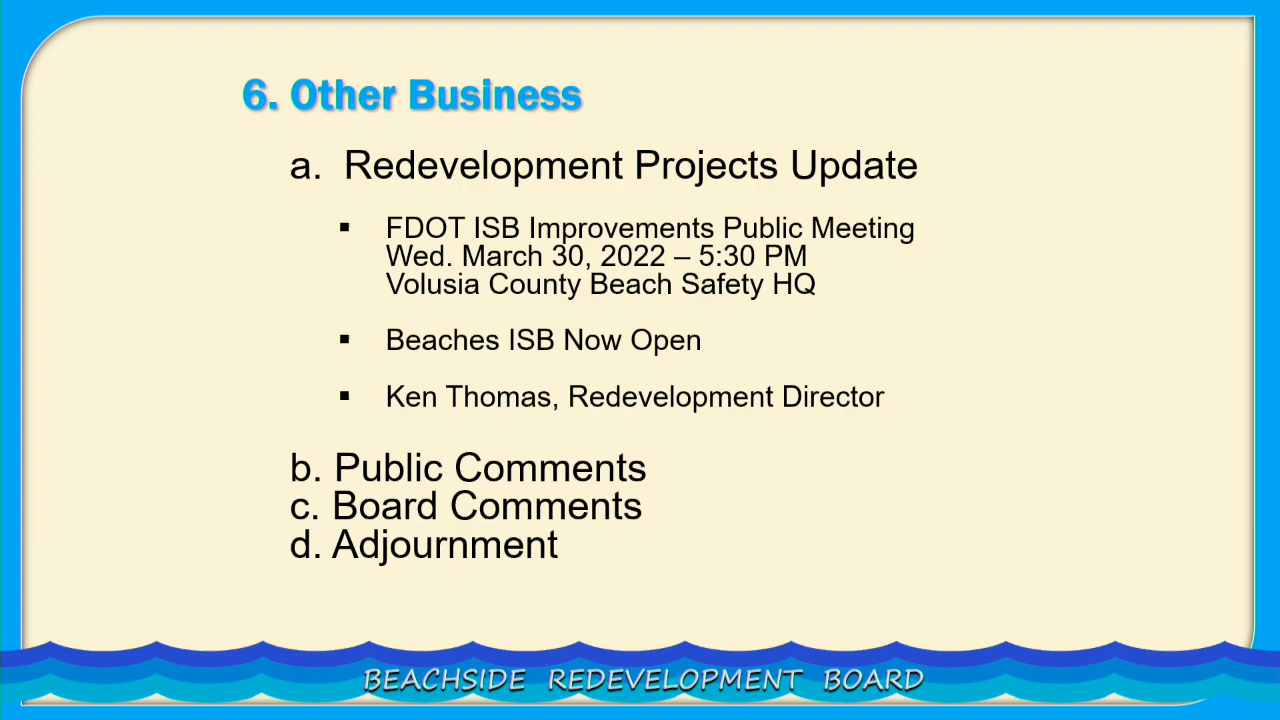 6. Other Business
a. Redevelopment Projects Update
▪ FDOT ISB Improvements Public Meeting
Wed. March 30, 2022 – 5:30 PM
Volusia County Beach Safety HQ
▪ Beaches ISB Now Open
▪ Ken Thomas, Redevelopment Director
b. Public Comments
c. Board Comments
d. Adjournment
BEACHSIDE REDEVELOPMENT BOARD